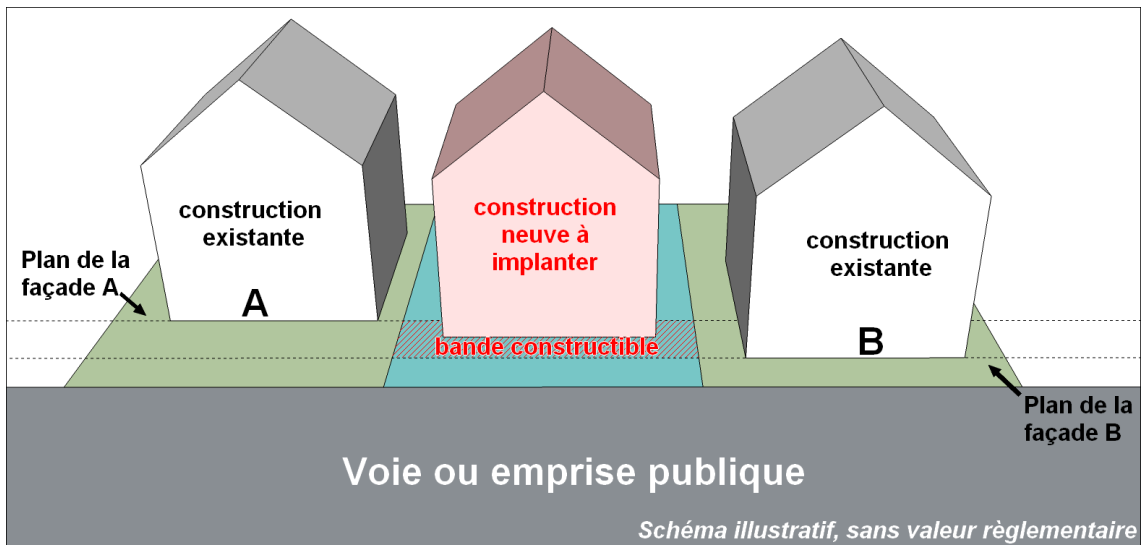 construction
existante
Plan de la
façade A
A
construction
neuve à
implanter
bande constructible
construction
existante
B
Plan de la
façade B
Voie ou emprise publique
Schéma illustratif, sans valeur règlementaire